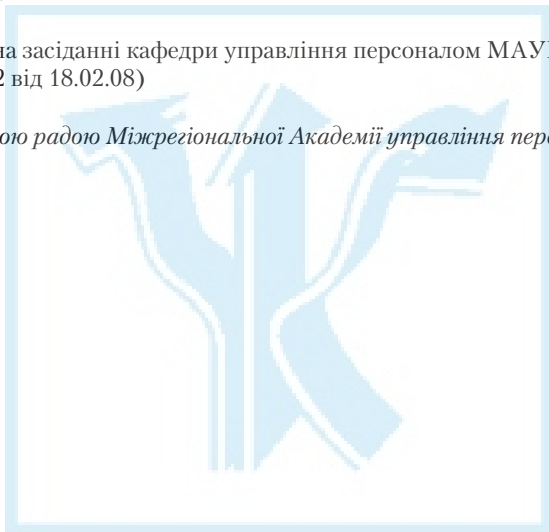 на засіданні кафедри управління персоналом МАУ
2 від 18.02.08)
ою радою Міжрегіональної Академії управління пер